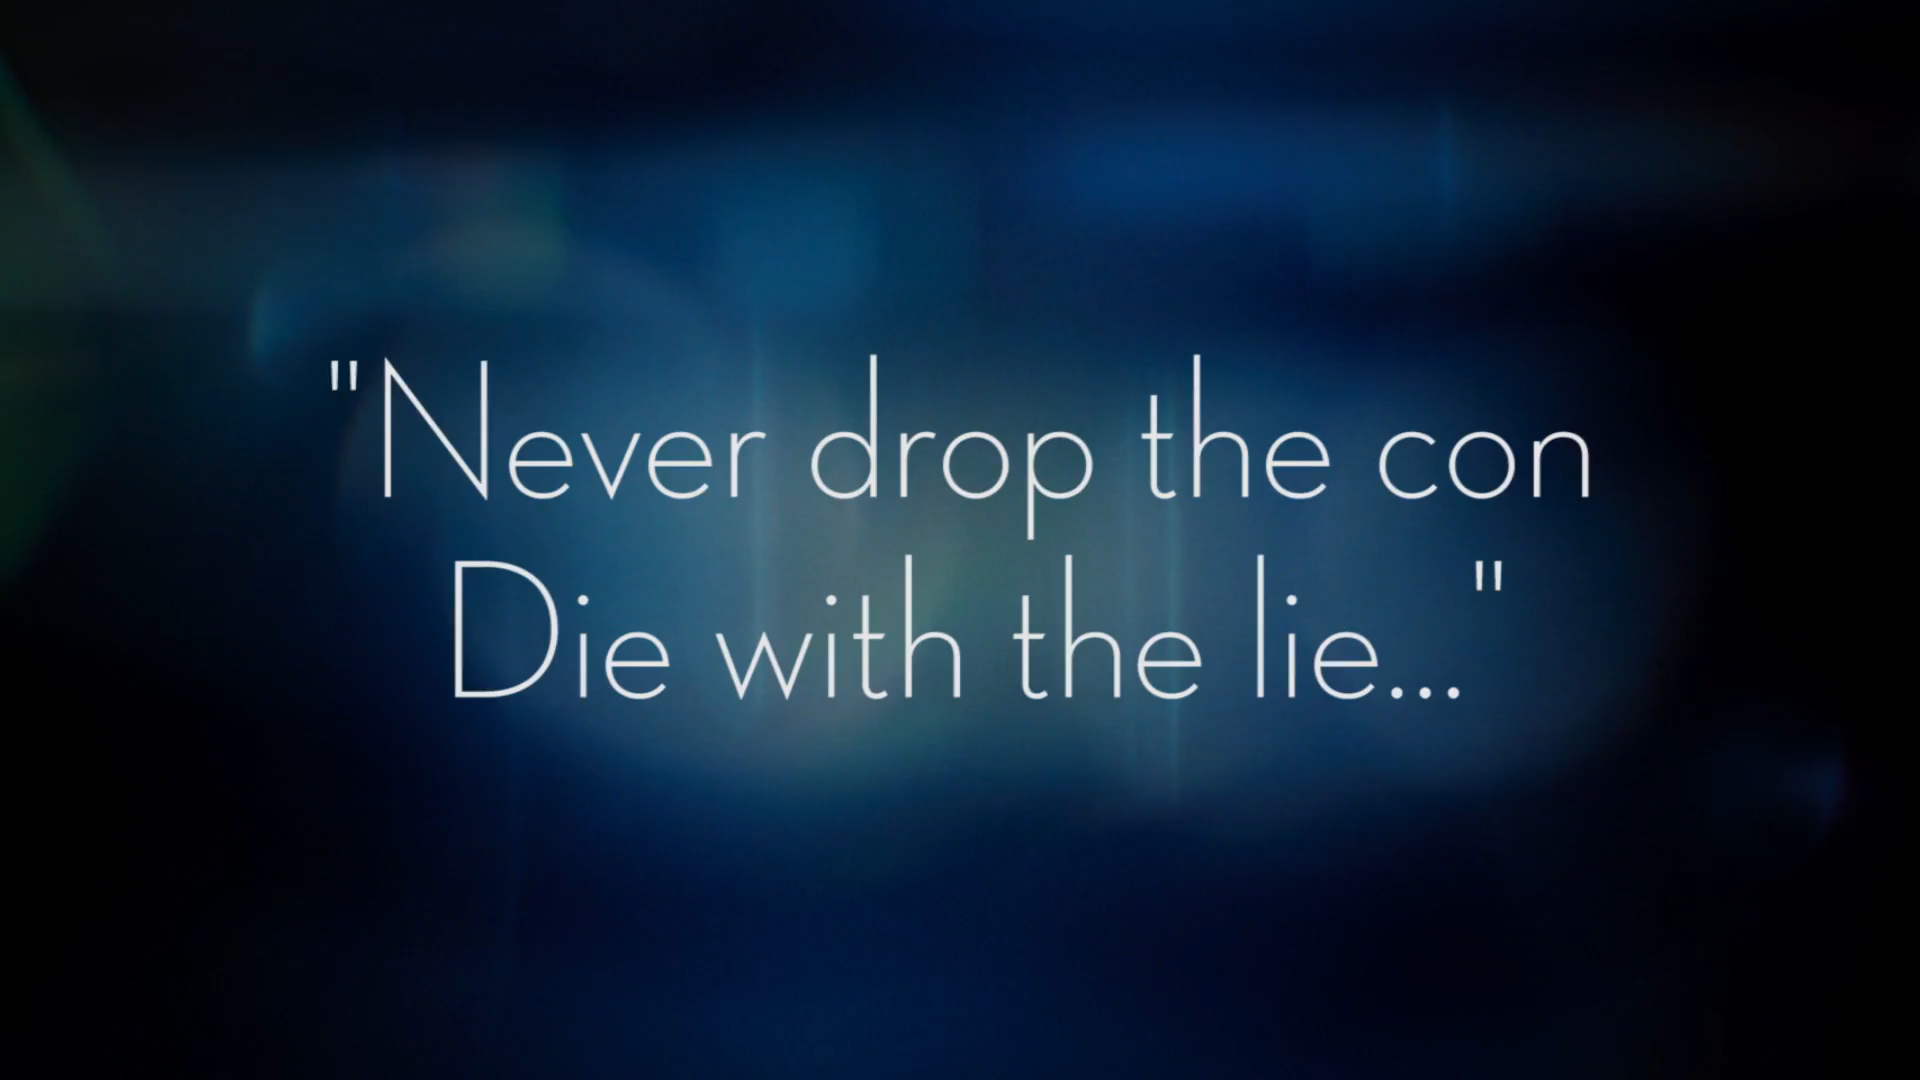 "Never drop the con
Die with the lie..."